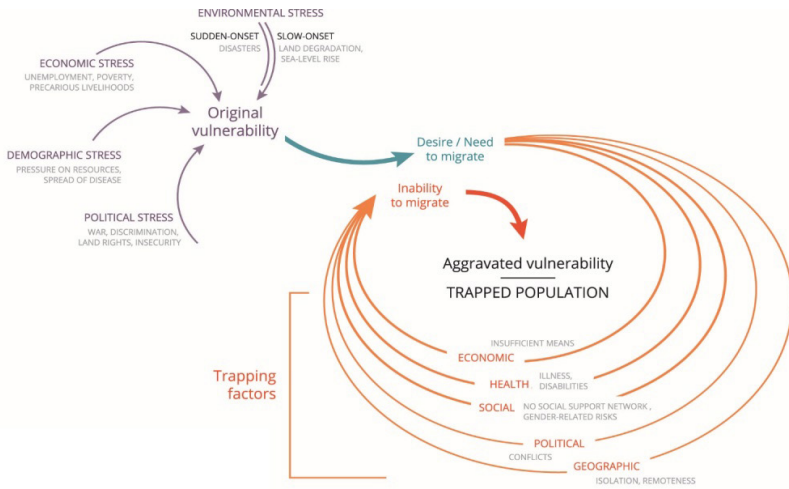 ENVIRONMENTAL STRESS
SUDDEN-ONSET
DISASTERS
SLOW-ONSET
LAND DEGRADATION,
SEA-LEVEL RISE
ECONOMIC STRESS
UNEMPLOYMENT, POVERTY,
PRECARIOUS LIVELIHOODS
Original
vulnerability
DEMOGRAPHIC STRESS
PRESSURE ON RESOURCES,
SPREAD OF DISEASE
POLITICAL STRESS
WAR, DISCRIMINATION,
LAND RIGHTS, INSECURITY
Desire / Need
to migrate
Inability
to migrate
Aggravated vulnerability
TRAPPED POPULATION
Trapping
factors
INSUFFICIENT MEANS
ECONOMIC
HEALTH
ILLNESS,
DISABILITIES
SOCIAL
NO SOCIAL SUPPORT NETWORK ,
GENDER-RELATED RISKS
POLITICAL
CONFLICTS
GEOGRAPHIC
ISOLATION, REMOTENESS